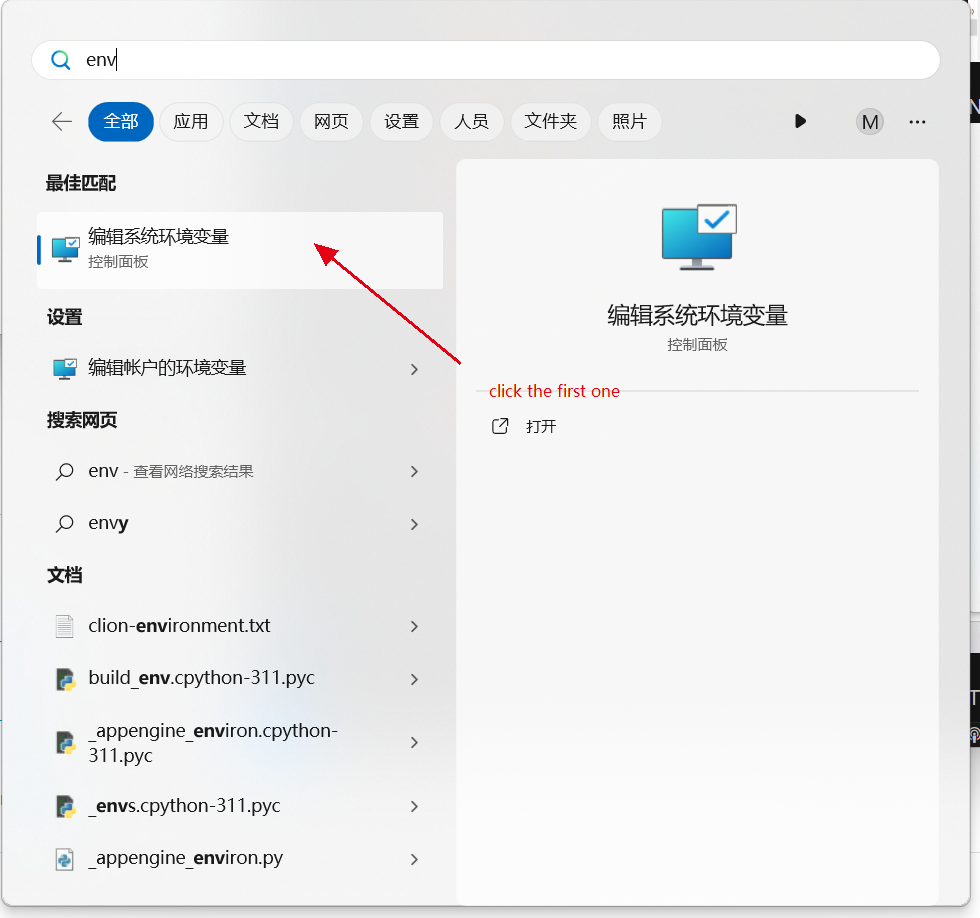 env
全部 应用 文档 网页 设置 人员 文件夹 照片 M
最佳匹配
编辑系统环境变量
控制面板
设置
编辑帐户的环境变量
搜索网页
env - 查看网络搜索结果
envy
文档
clion-environment.txt
build_env.cpython-311.pyc
_appengine_environ.cpython-
311.pyc
_envs.cpython-311.pyc
_appengine_environ.py
编辑系统环境变量
控制面板
click the first one
打开
N
T